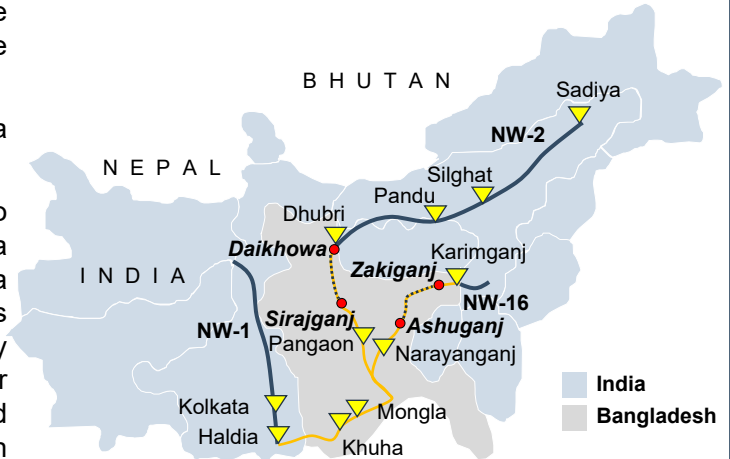 e
e
a
o
a
a
s
y
r
d
n
BHUTAN
Sadiya
NW-2
NEPAL
Silghat
Pandu
Dhubri
Daikhowa
Karimganj
Zakiganj
INDIA
NW-16
Sirajganj
Ashuganj
NW-1
Pangaon
Narayanganj
India
Bangladesh
Kolkata
Mongla
Haldia
Khuha